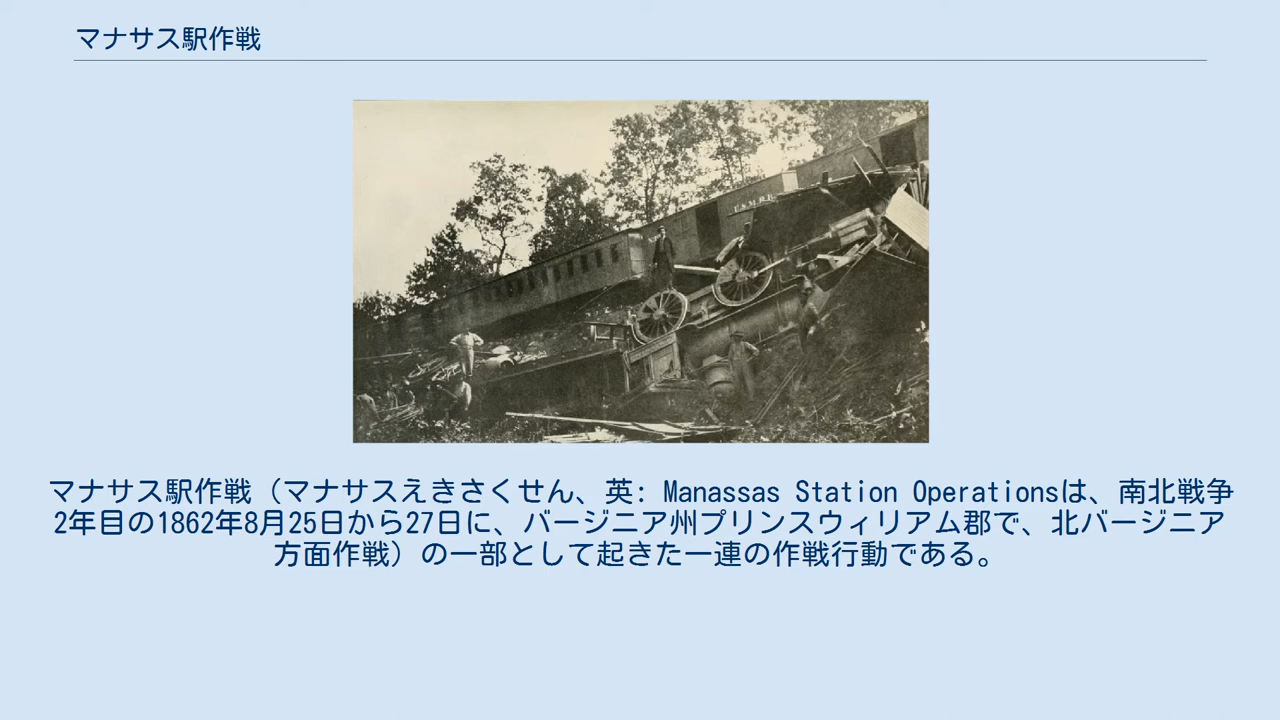 マナサス駅作戦
U.S.M.R.R.
マナサス駅作戦（マナサスえきさくせん、英: Manassas Station Operationsは、南北戦争
2年目の1862年8月25日から27日に、バージニア州プリンスウィリアム郡で、北バージニア
方面作戦）の一部として起きた一連の作戦行動である。